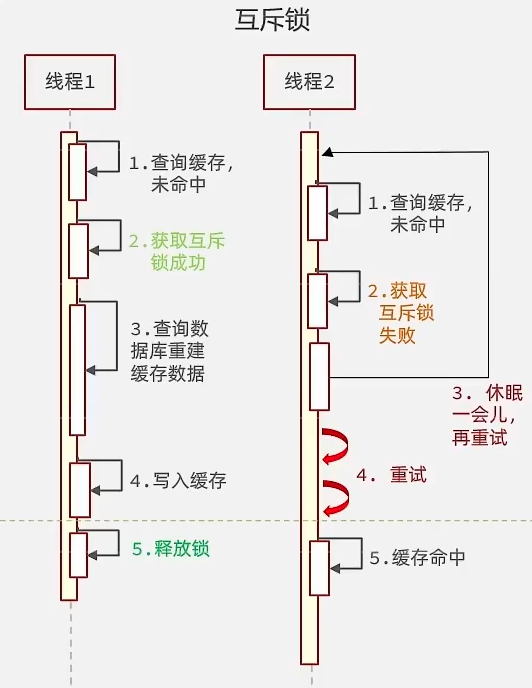 互斥锁
线程1
线程2
1.查询缓存，
未命中
2.获取互斥
锁成功
3.查询数
据库重建
缓存数据
4.写入缓存
5.释放锁
1.查询缓存，
未命中
2.获取
互斥锁
失败
3. 休眠
一会儿，
再重试
4. 重试
5.缓存命中